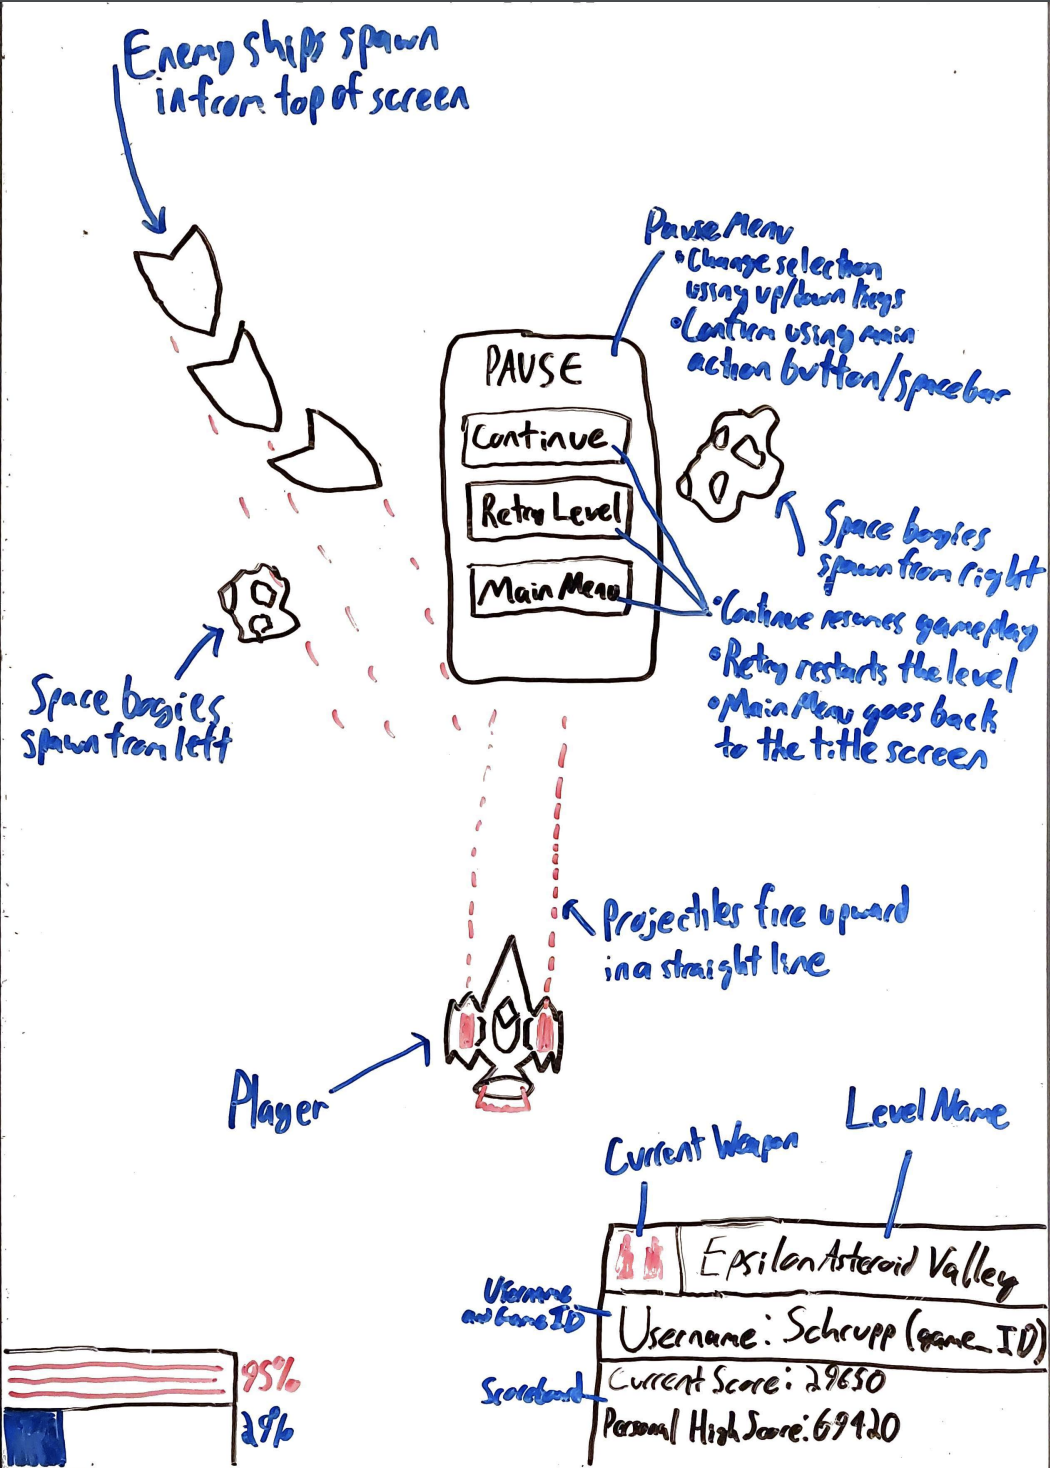 Enemy ships spawn
in from top of screen
Pause Menu
• Change selection
using up/down keys
• Confirm using main
action button/spacebar
PAUSE
Continue
Retry Level
Main Menu
Space bogies
spawn from right
• Continue resumes gameplay
• Retry restarts the level
• Main Menu goes back
to the title screen
Space bogies
spawn from left
Projectiles fire upward
in a straight line
Player
Level Name
Current Weapon
Epsilon Asteroid Valley
Username
and Game ID
Username: Schrupp (game_ID)
Scoreboard
Current Score: 29650
Personal High Score: 69420
95%
29%